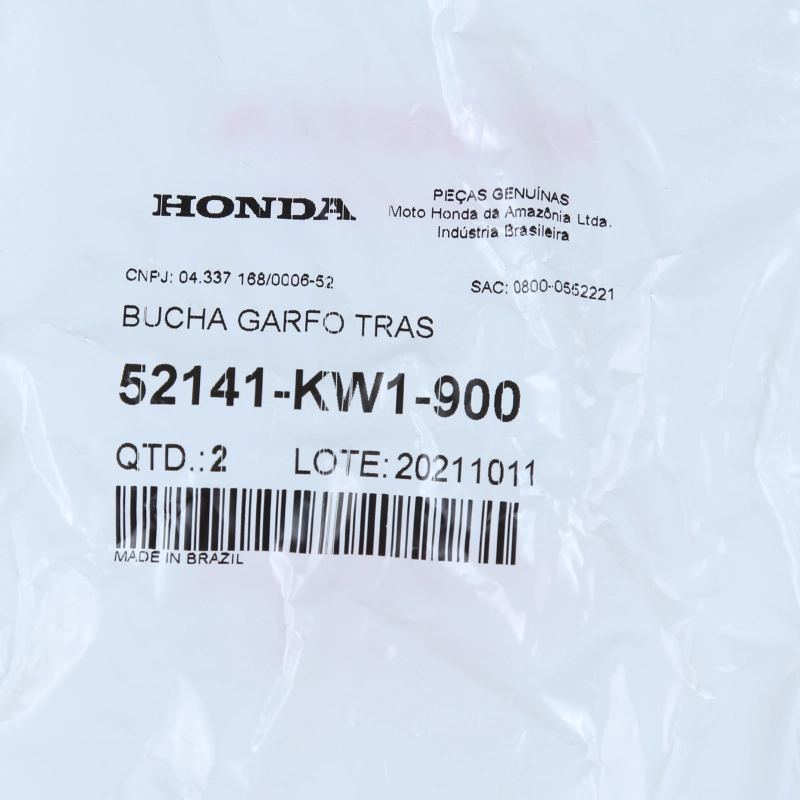 HONDA
PEÇAS GENUÍNAS
Moto Honda da Amazônia Ltda.
Indústria Brasileira
CNPJ: 04.337 168/0006-52
SAC: 0800-0552221
BUCHA GARFO TRAS
52141-KW1-900
QTD.: 2 LOTE: 20211011
MADE IN BRAZIL